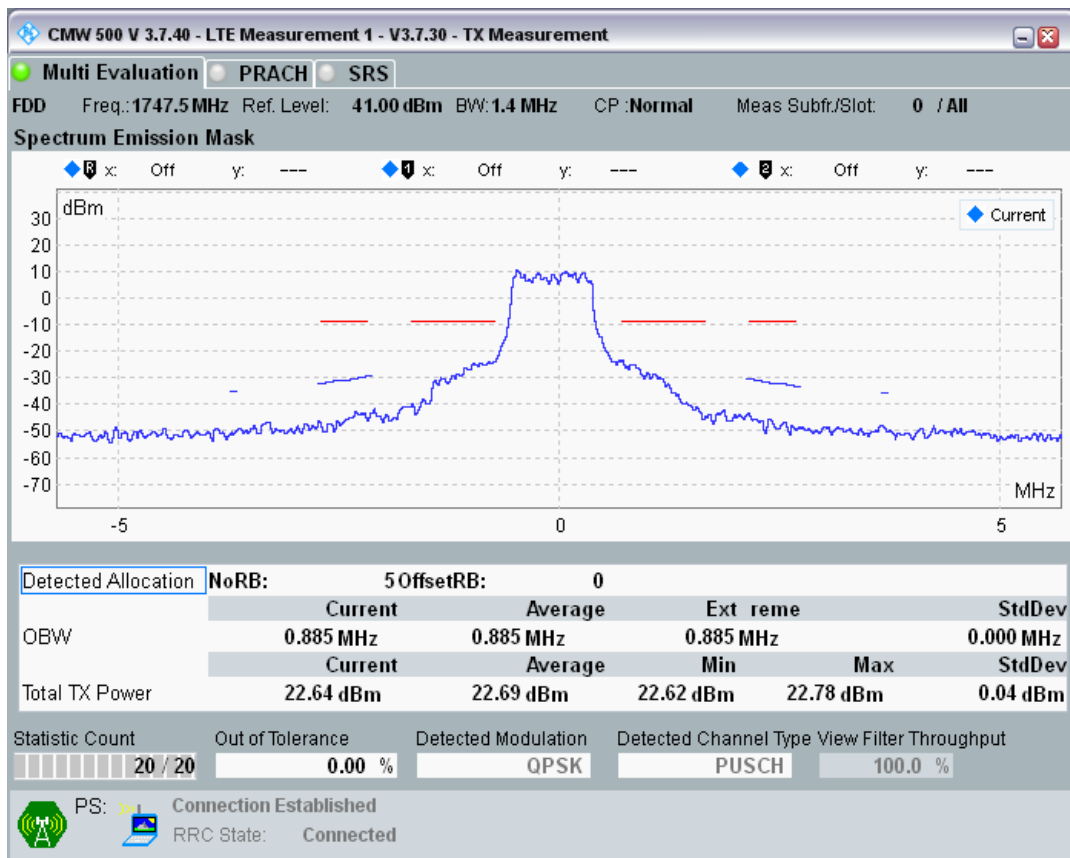 CMW 500 V 3.7.40 - LTE Measurement 1 - V3.7.30 - TX Measurement
Multi Evaluation PRACH SRS
FDD Freq.: 1747.5 MHz Ref. Level: 41.00 dBm BW: 1.4 MHz CP : Normal Meas Subfr./Slot: 0 / All
Spectrum Emission Mask
R x: Off y: --- 1 x: Off y: --- 2 x: Off y: ---
dBm
Current
30
20
10
0
-10
-20
-30
-40
-50
-60
-70
MHz
-5 0 5
Detected Allocation NoRB: 5 OffsetRB: 0
Current Average Ext reme StdDev
OBW 0.885 MHz 0.885 MHz 0.885 MHz 0.000 MHz
Current Average Min Max StdDev
Total TX Power 22.64 dBm 22.69 dBm 22.62 dBm 22.78 dBm 0.04 dBm
Statistic Count Out of Tolerance Detected Modulation Detected Channel Type View Filter Throughput
20 / 20 0.00 % QPSK PUSCH 100.0 %
PS: Connection Established
RRC State: Connected